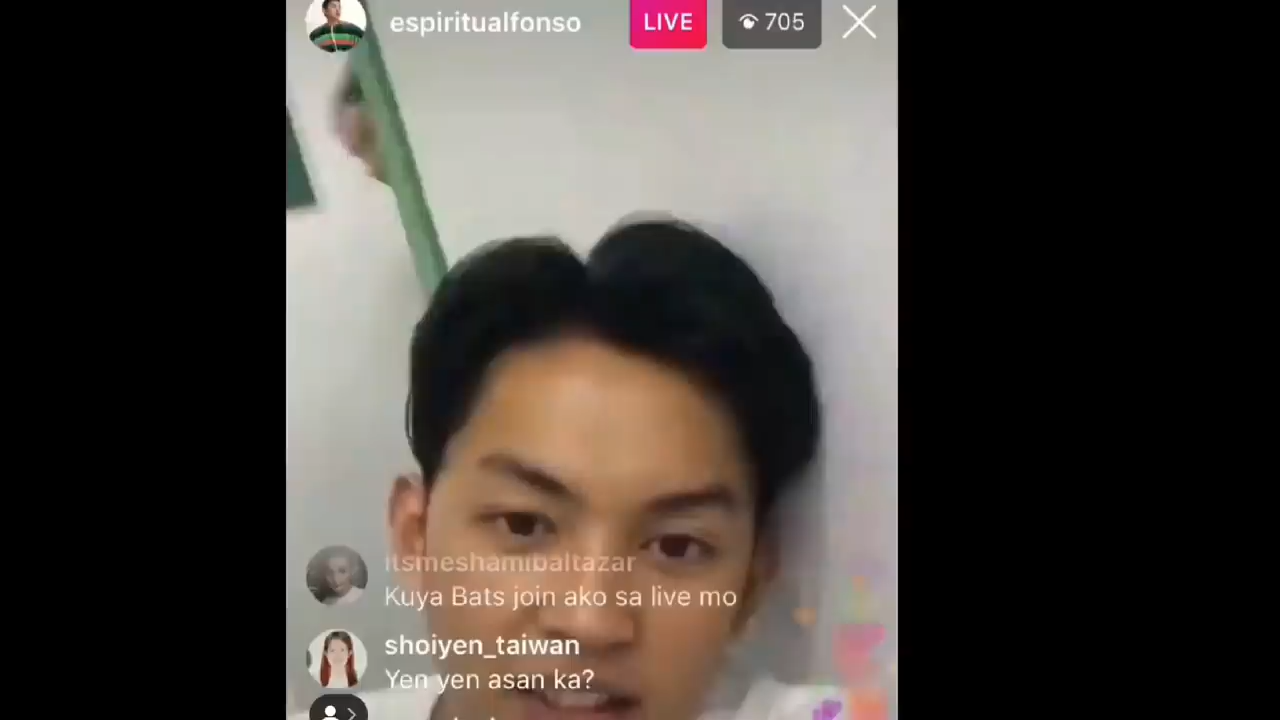 espiritualfonso
LIVE
705
itsmeshamibaltazar
Kuya Bats join ako sa live mo
shoiyen_taiwan
Yen yen asan ka?